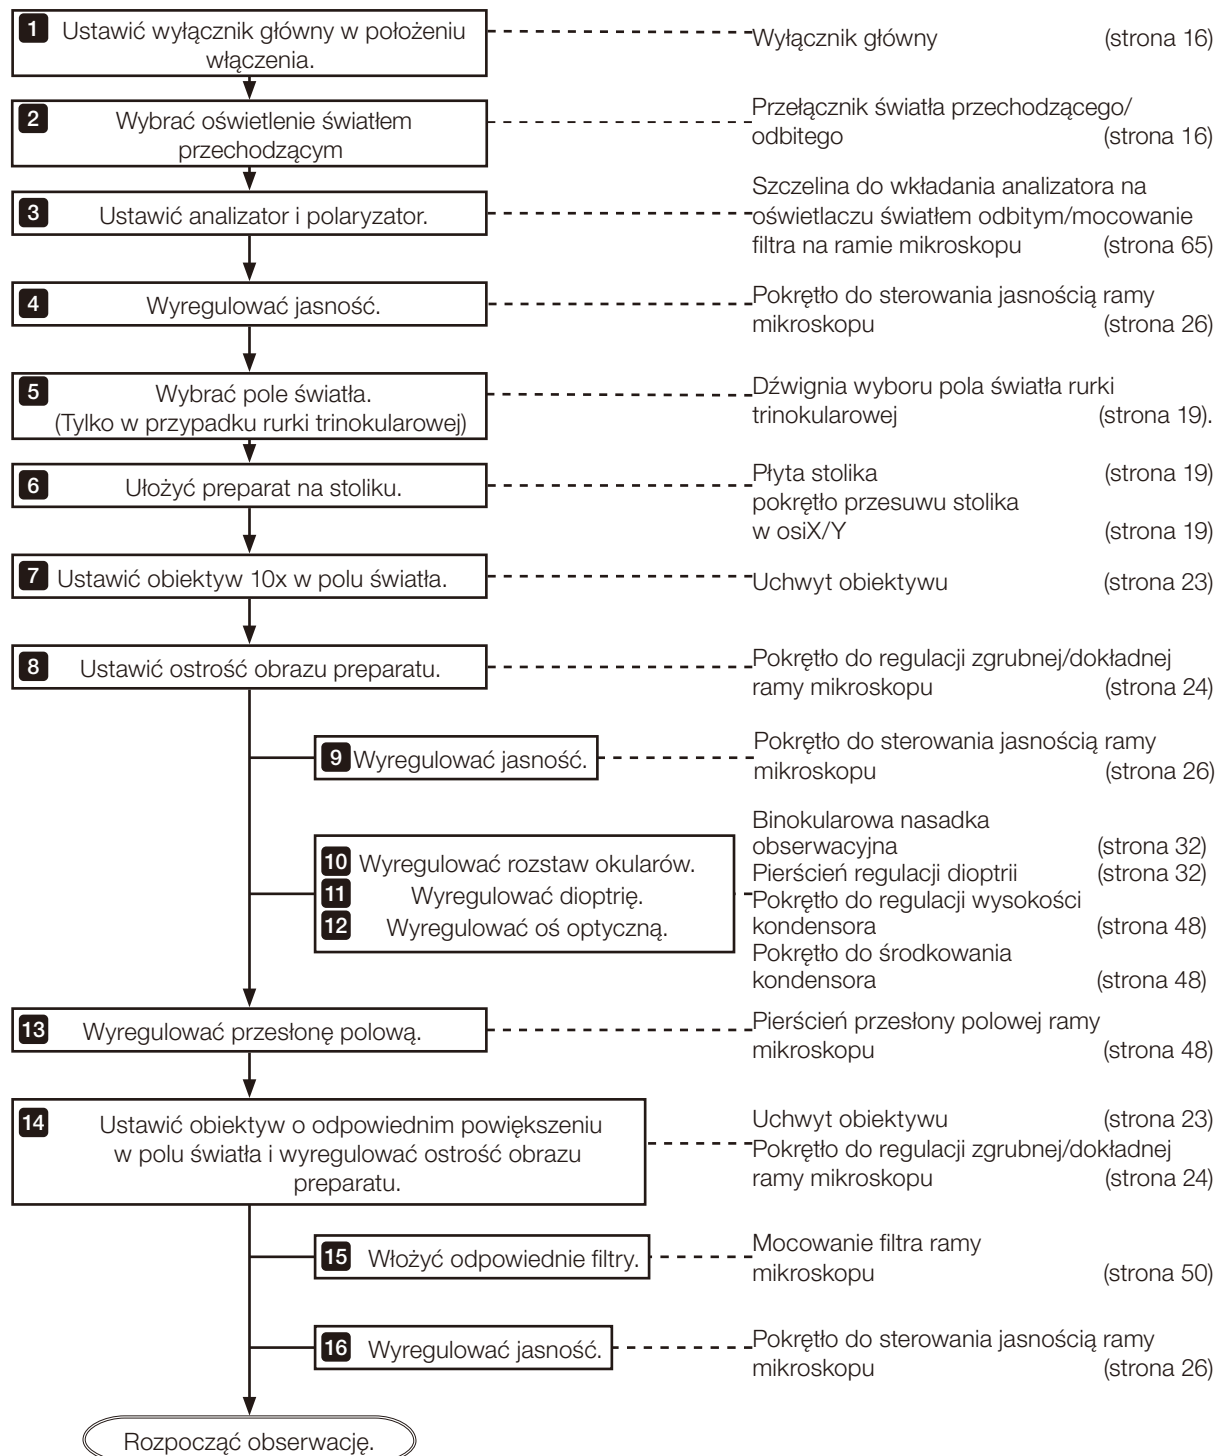 1 Ustawić wyłącznik główny w położeniu
włączenia.
Wyłącznik główny (strona 16)
2 Wybrać oświetlenie światłem
przechodzącym
Przełącznik światła przechodzącego/
odbitego (strona 16)
3 Ustawić analizator i polaryzator.
Szczelina do wkładania analizatora na
oświetlaczu światłem odbitym/mocowanie
filtra na ramie mikroskopu (strona 65)
4 Wyregulować jasność.
Pokrętło do sterowania jasnością ramy
mikroskopu (strona 26)
5 Wybrać pole światła.
(Tylko w przypadku rurki trinokularowej)
Dźwignia wyboru pola światła rurki
trinokularowej (strona 19).
6 Ułożyć preparat na stoliku.
Płyta stolika (strona 19)
pokrętło przesuwu stolika
w osiX/Y (strona 19)
7 Ustawić obiektyw 10x w polu światła.
Uchwyt obiektywu (strona 23)
8 Ustawić ostrość obrazu preparatu.
Pokrętło do regulacji zgrubnej/dokładnej
ramy mikroskopu (strona 24)
9 Wyregulować jasność.
Pokrętło do sterowania jasnością ramy
mikroskopu (strona 26)
10 Wyregulować rozstaw okularów.
11 Wyregulować dioptrię.
12 Wyregulować oś optyczną.
Binokularowa nasadka
obserwacyjna (strona 32)
Pierścień regulacji dioptrii (strona 32)
Pokrętło do regulacji wysokości
kondensora (strona 48)
Pokrętło do środkowania
kondensora (strona 48)
13 Wyregulować przesłonę polową.
Pierścień przesłony polowej ramy
mikroskopu (strona 48)
14 Ustawić obiektyw o odpowiednim powiększeniu
w polu światła i wyregulować ostrość obrazu
preparatu.
Uchwyt obiektywu (strona 23)
Pokrętło do regulacji zgrubnej/dokładnej
ramy mikroskopu (strona 24)
15 Włożyć odpowiednie filtry.
Mocowanie filtra ramy
mikroskopu (strona 50)
16 Wyregulować jasność.
Pokrętło do sterowania jasnością ramy
mikroskopu (strona 26)
Rozpocząć obserwację.